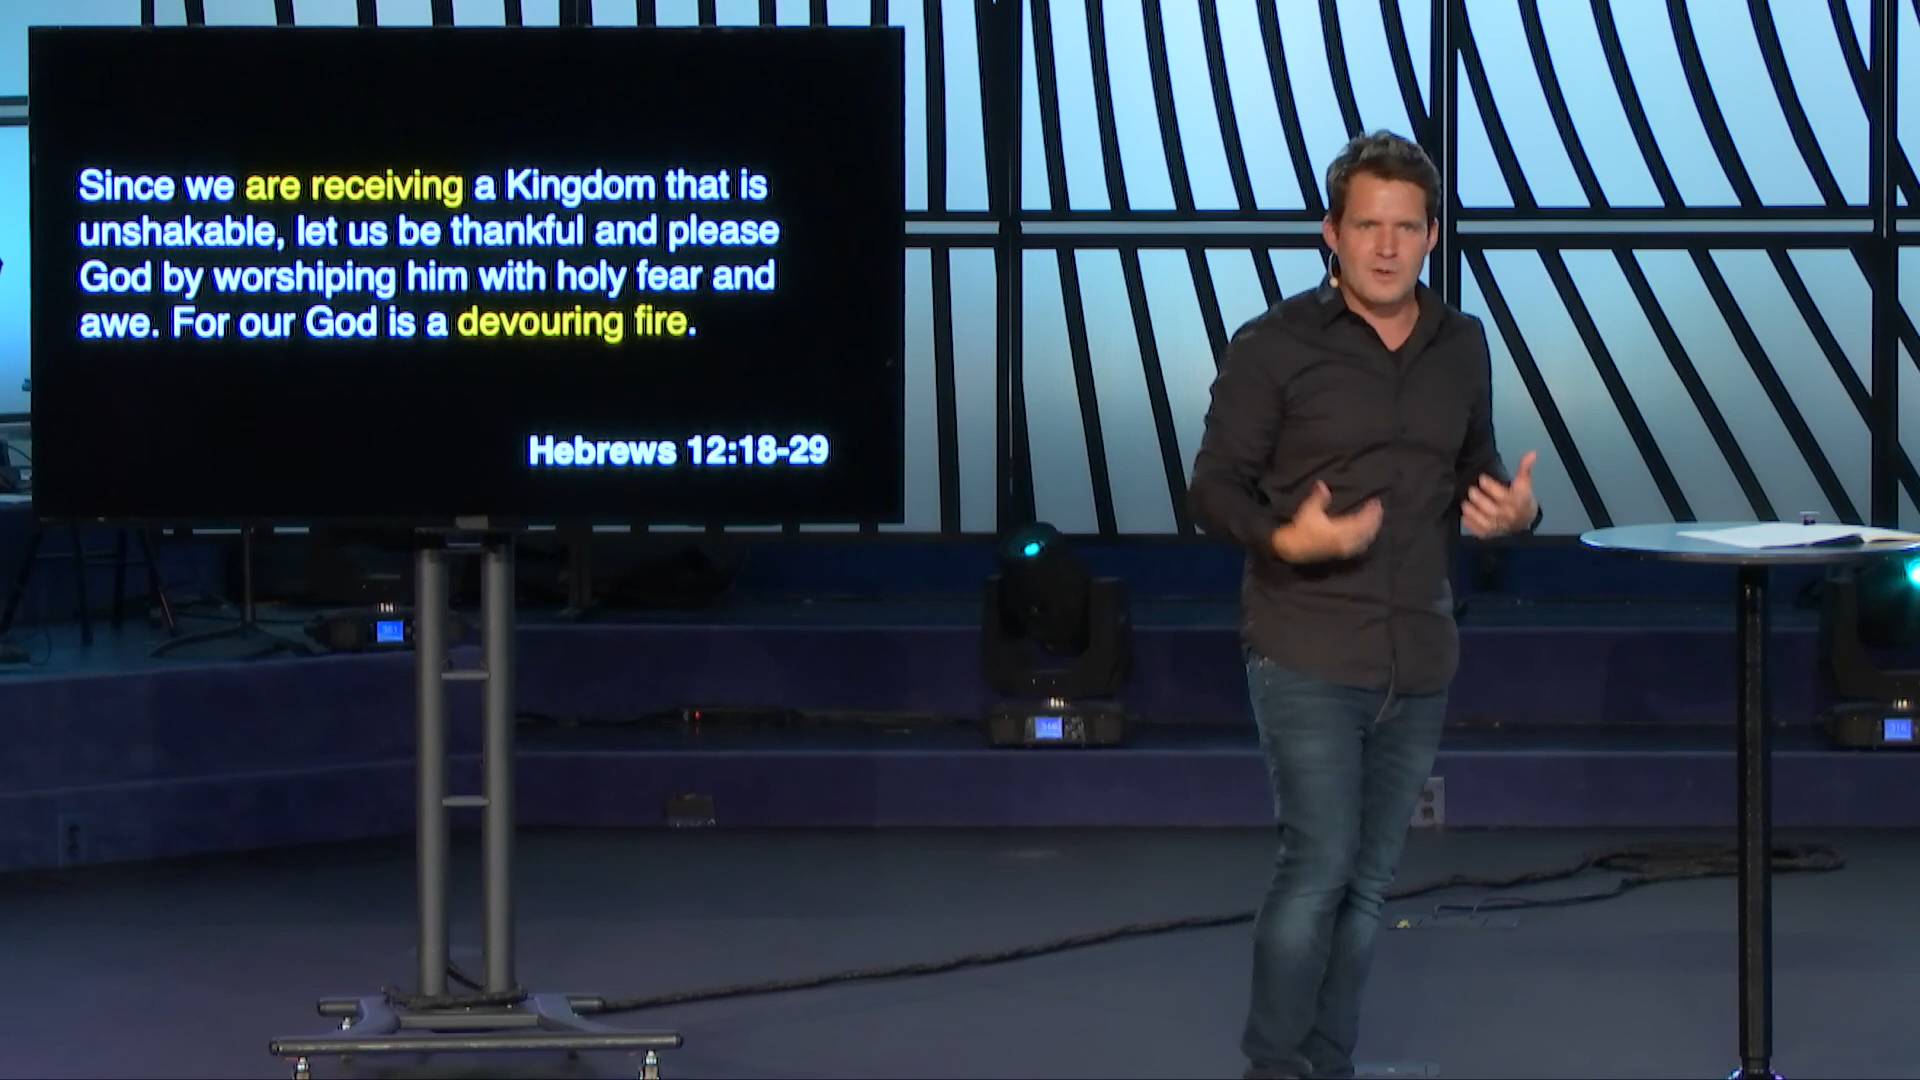 Since we are receiving a Kingdom that is
unshakable, let us be thankful and please
God by worshiping him with holy fear and
awe. For our God is a devouring fire.
Hebrews 12:18-29